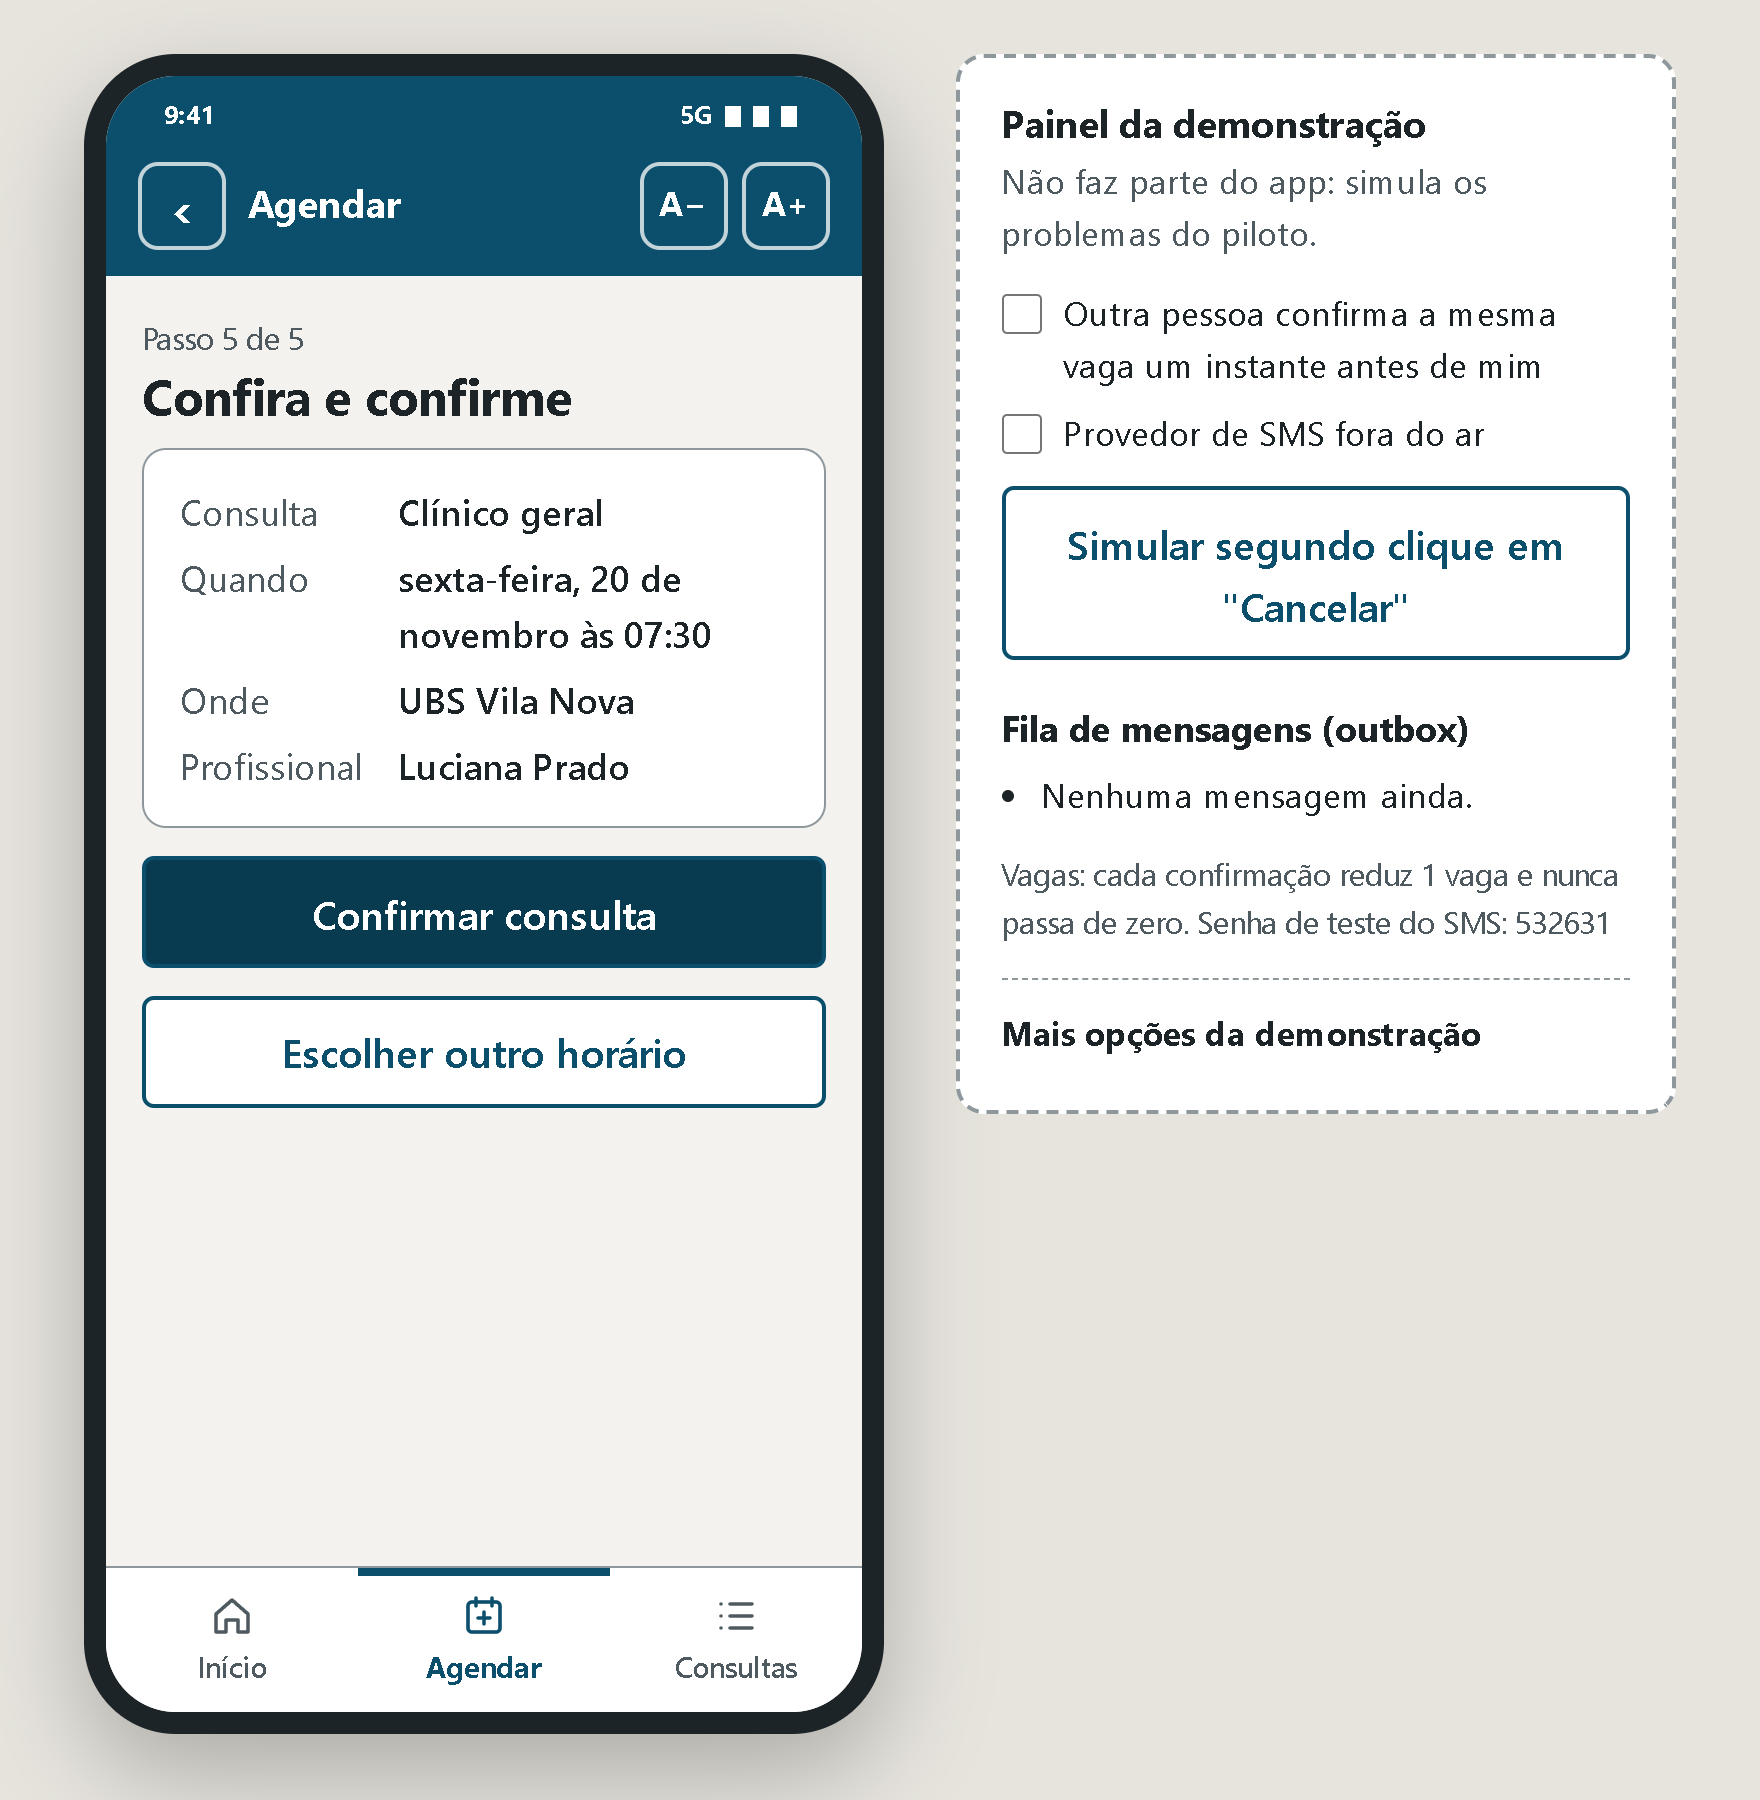 9:41
5G
‹
Agendar
A−
A+
Passo 5 de 5
Confira e confirme
Consulta
Clínico geral
Quando
sexta-feira, 20 de
novembro às 07:30
Onde
UBS Vila Nova
Profissional
Luciana Prado
Confirmar consulta
Escolher outro horário
Início
Agendar
Consultas
Painel da demonstração
Não faz parte do app: simula os
problemas do piloto.
Outra pessoa confirma a mesma
vaga um instante antes de mim
Provedor de SMS fora do ar
Simular segundo clique em
"Cancelar"
Fila de mensagens (outbox)
• Nenhuma mensagem ainda.
Vagas: cada confirmação reduz 1 vaga e nunca
passa de zero. Senha de teste do SMS: 532631
Mais opções da demonstração